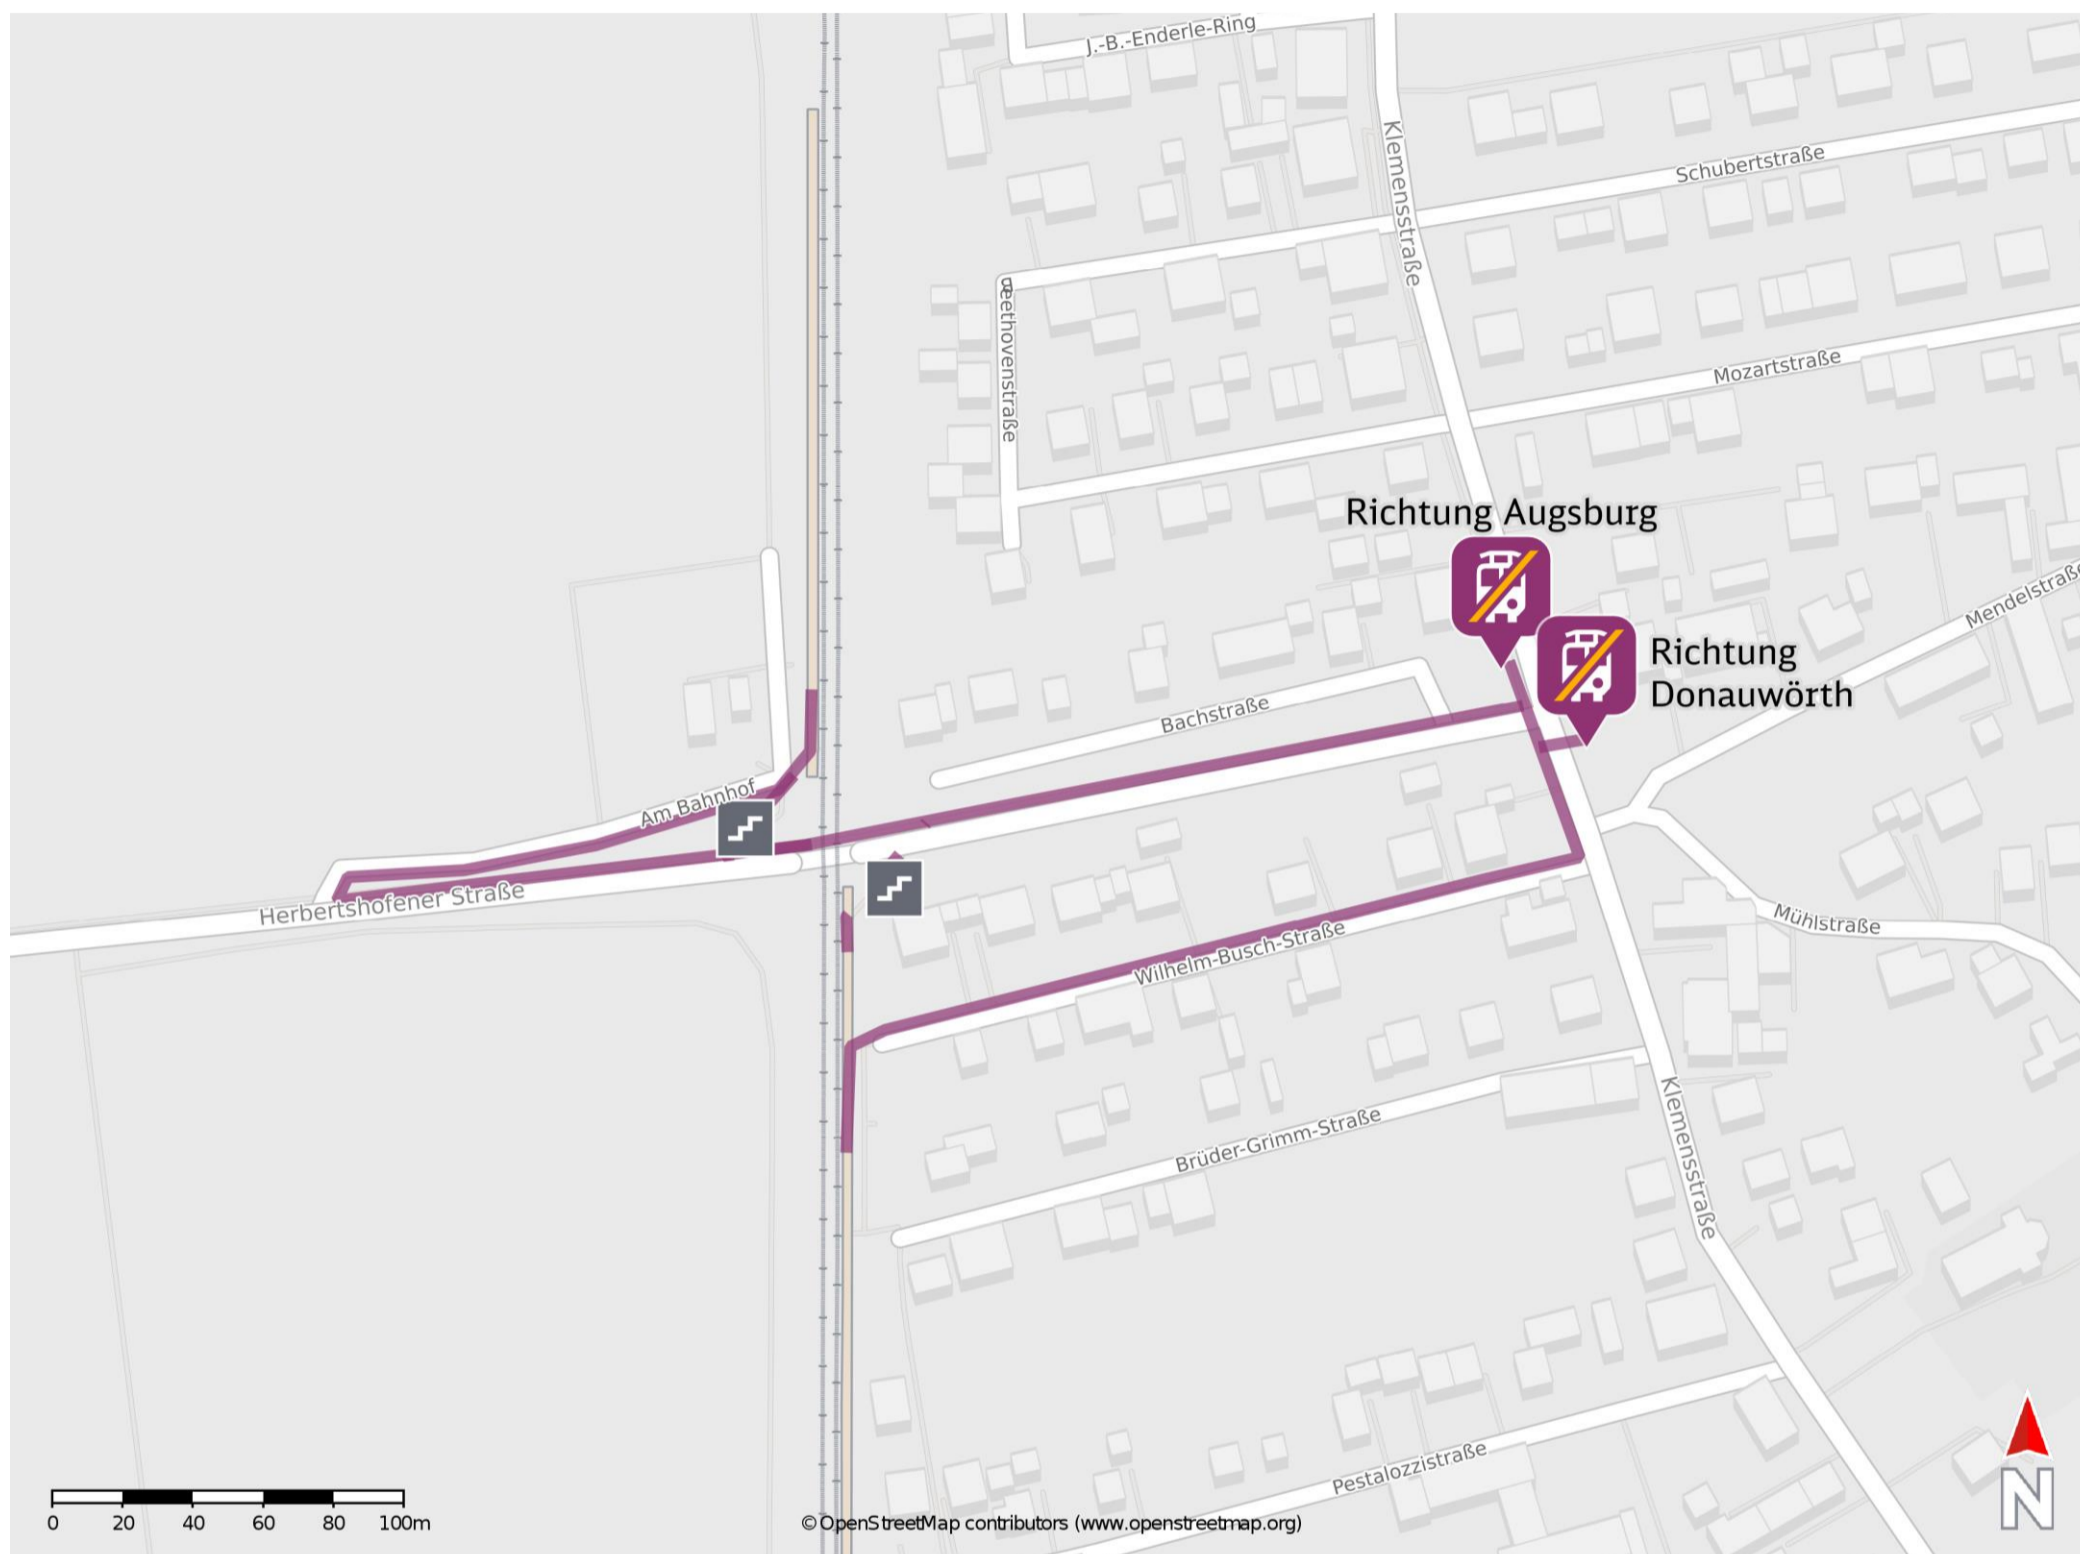 J.-B.-Enderle-Ring
Klemensstraße
Schubertstraße
Beethovenstraße
Mozartstraße
Richtung Augsburg
Mendelstraße
Richtung
Donauwörth
Bachstraße
Am Bahnhof
Herbertshofener Straße
Mühlstraße
Wilhelm-Busch-Straße
Klemensstraße
Brüder-Grimm-Straße
Pestalozzistraße
0 20 40 60 80 100m
© OpenStreetMap contributors (www.openstreetmap.org)
N